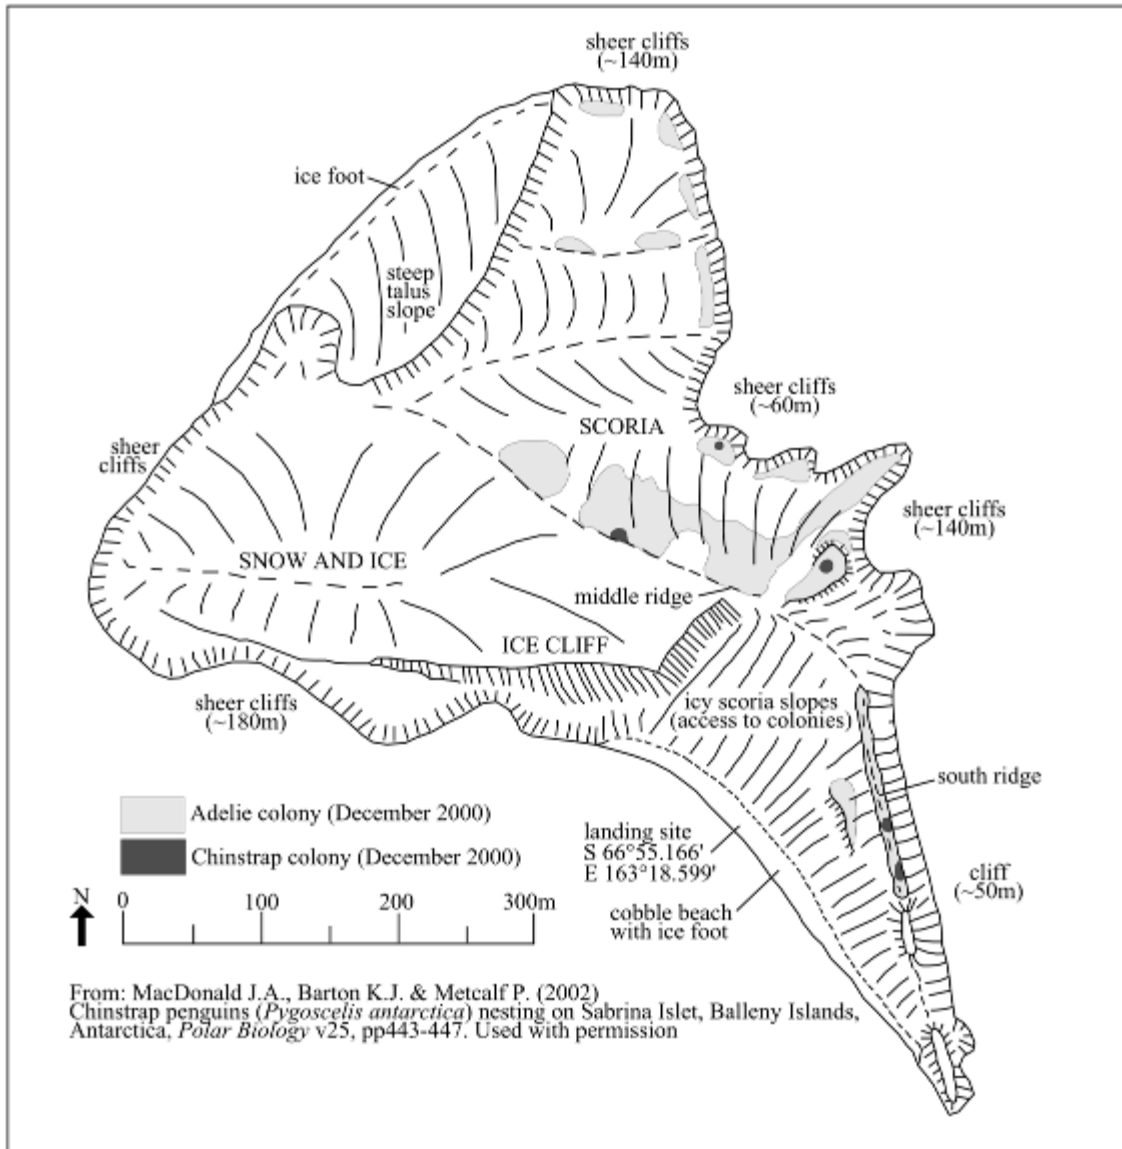 sheer cliffs
(~140m)
ice foot
steep
talus
slope
sheer cliffs
(~60m)
SCORIA
sheer
cliffs
sheer cliffs
(~140m)
SNOW AND ICE
middle ridge
ICE CLIFF
icy scoria slopes
(access to colonies)
sheer cliffs
(~180m)
south ridge
Adelie colony (December 2000)
landing site
S 66°55.166'
E 163°18.599'
Chinstrap colony (December 2000)
cliff
(~50m)
N
0 100 200 300m
cobble beach
with ice foot
From: MacDonald J.A., Barton K.J. & Metcalf P. (2002)
Chinstrap penguins (Pygoscelis antarctica) nesting on Sabrina Islet, Balleny Islands,
Antarctica, Polar Biology v25, pp443-447. Used with permission